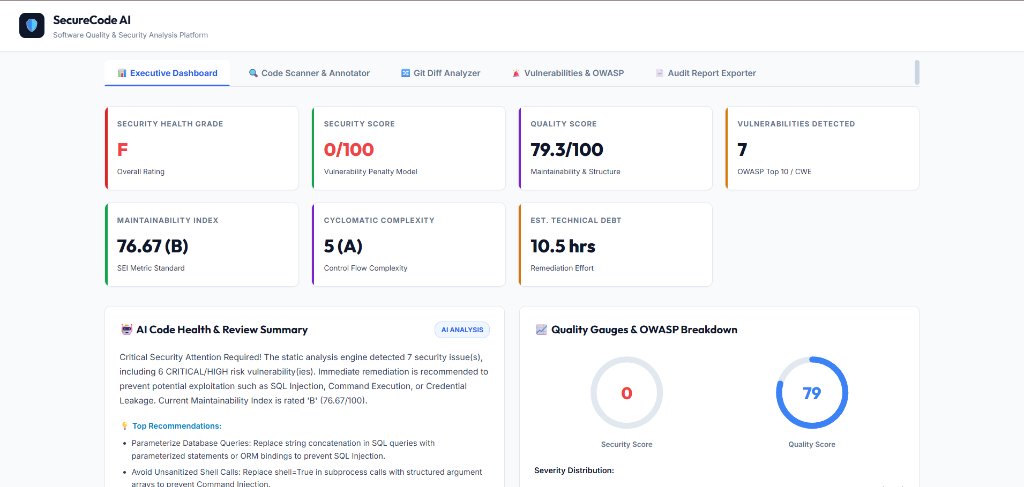 SecureCode AI
Software Quality & Security Analysis Platform
Executive Dashboard
Code Scanner & Annotator
Git Diff Analyzer
Vulnerabilities & OWASP
Audit Report Exporter
SECURITY HEALTH GRADE
F
Overall Rating
SECURITY SCORE
0/100
Vulnerability Penalty Model
QUALITY SCORE
79.3/100
Maintainability & Structure
VULNERABILITIES DETECTED
7
OWASP Top 10 / CWE
MAINTAINABILITY INDEX
76.67 (B)
SEI Metric Standard
CYCLOMATIC COMPLEXITY
5 (A)
Control Flow Complexity
EST. TECHNICAL DEBT
10.5 hrs
Remediation Effort
AI Code Health & Review Summary
AI ANALYSIS
Critical Security Attention Required! The static analysis engine detected 7 security issue(s),
including 6 CRITICAL/HIGH risk vulnerability(ies). Immediate remediation is recommended to
prevent potential exploitation such as SQL Injection, Command Execution, or Credential
Leakage. Current Maintainability Index is rated 'B' (76.67/100).
Top Recommendations:
• Parameterize Database Queries: Replace string concatenation in SQL queries with
parameterized statements or ORM bindings to prevent SQL Injection.
• Avoid Unsanitized Shell Calls: Replace shell=True in subprocess calls with structured argument
arrays to prevent Command Injection.
Quality Gauges & OWASP Breakdown
0
Security Score
79
Quality Score
Severity Distribution: